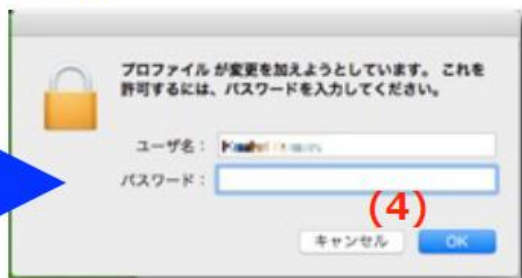 プロファイル が変更を加えようとしています。 これを
許可するには、パスワードを入力してください。
ユーザ名：
パスワード：
(4)
キャンセル OK